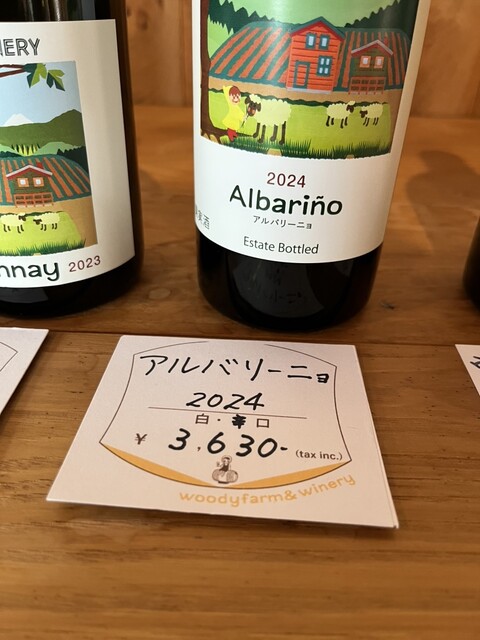 NERY
nnay 2023
2024
Albariño
アルバリーニョ
Estate Bottled
アルバリーニョ
2024
白・辛口
¥ 3,630- (tax inc.)
woodyfarm&winery